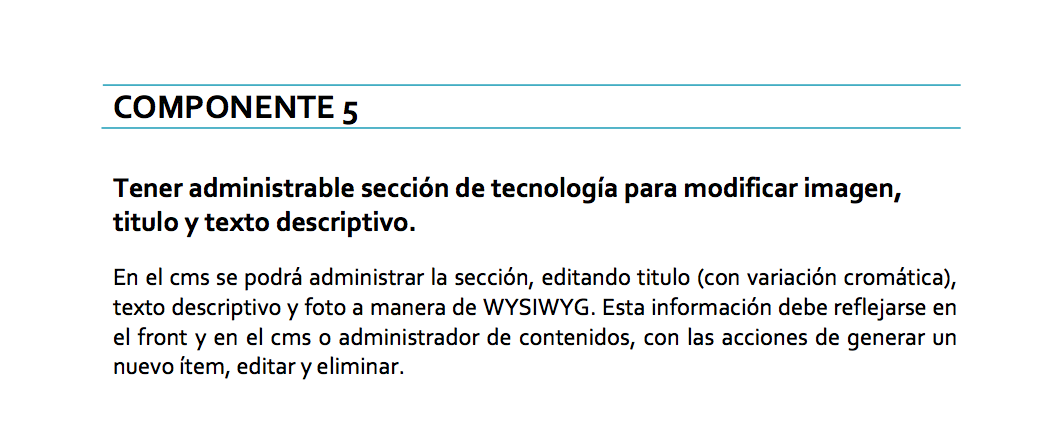 COMPONENTE 5
Tener administrable sección de tecnología para modificar imagen,
titulo y texto descriptivo.
En el cms se podrá administrar la sección, editando titulo (con variación cromática),
texto descriptivo y foto a manera de WYSIWYG. Esta información debe reflejarse en
el front y en el cms o administrador de contenidos, con las acciones de generar un
nuevo ítem, editar y eliminar.